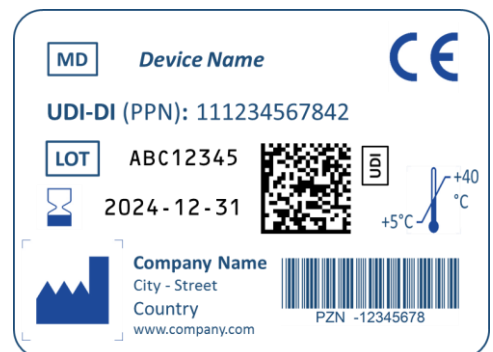 MD Device Name CE
UDI-DI (PPN): 111234567842
LOT ABC12345
UDI
+40
°C
2024-12-31
+5°C
Company Name
City - Street
Country
www.company.com
PZN -12345678